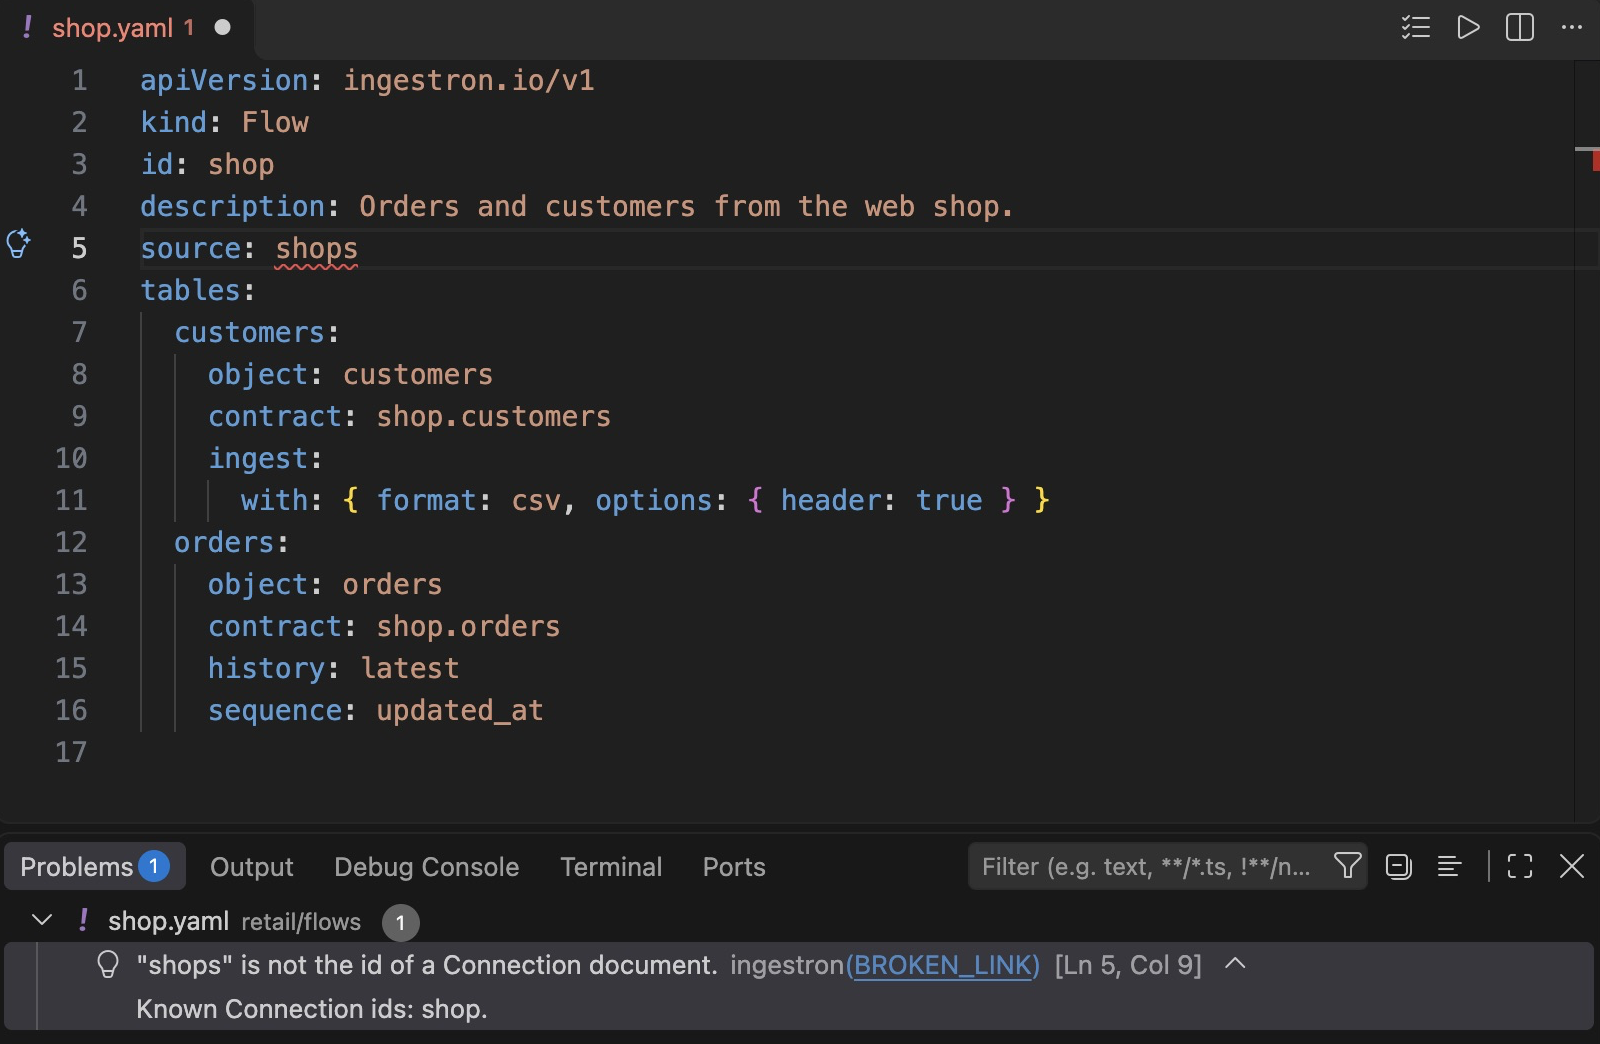 ! shop.yaml 1
1 apiVersion: ingestron.io/v1
2 kind: Flow
3 id: shop
4 description: Orders and customers from the web shop.
5 source: shops
6 tables:
7 customers:
8 object: customers
9 contract: shop.customers
10 ingest:
11 with: { format: csv, options: { header: true } }
12 orders:
13 object: orders
14 contract: shop.orders
15 history: latest
16 sequence: updated_at
17
Problems 1 Output Debug Console Terminal Ports Filter (e.g. text, **/*.ts, !**/n...
! shop.yaml retail/flows 1
"shops" is not the id of a Connection document. ingestron(BROKEN_LINK) [Ln 5, Col 9]
Known Connection ids: shop.